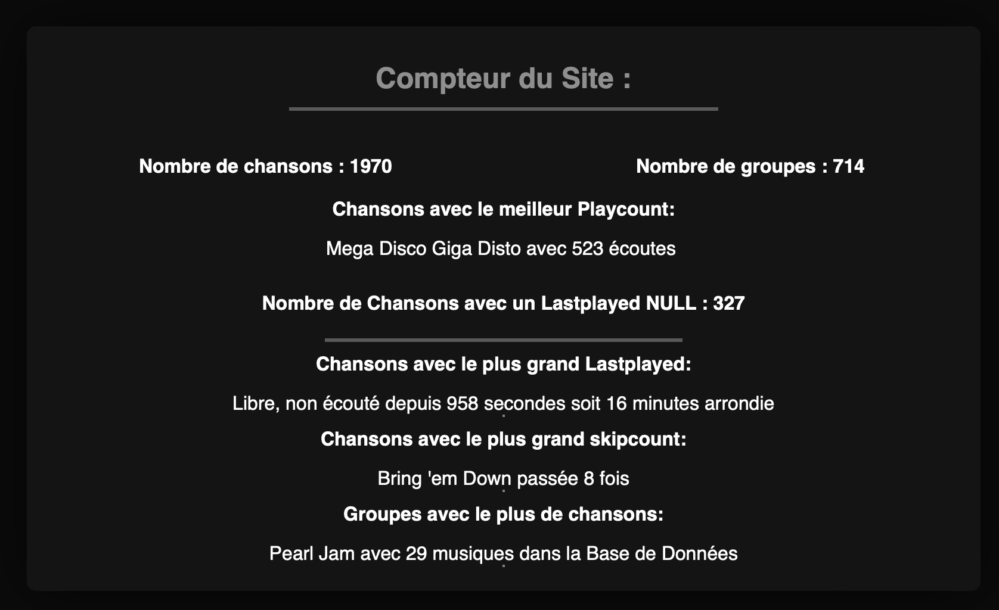 Compteur du Site :
Nombre de chansons : 1970
Nombre de groupes : 714
Chansons avec le meilleur Playcount:
Mega Disco Giga Disto avec 523 écoutes
Nombre de Chansons avec un Lastplayed NULL : 327
Chansons avec le plus grand Lastplayed:
Libre, non écouté depuis 958 secondes soit 16 minutes arrondie
Chansons avec le plus grand skipcount:
Bring 'em Down passée 8 fois
Groupes avec le plus de chansons:
Pearl Jam avec 29 musiques dans la Base de Données